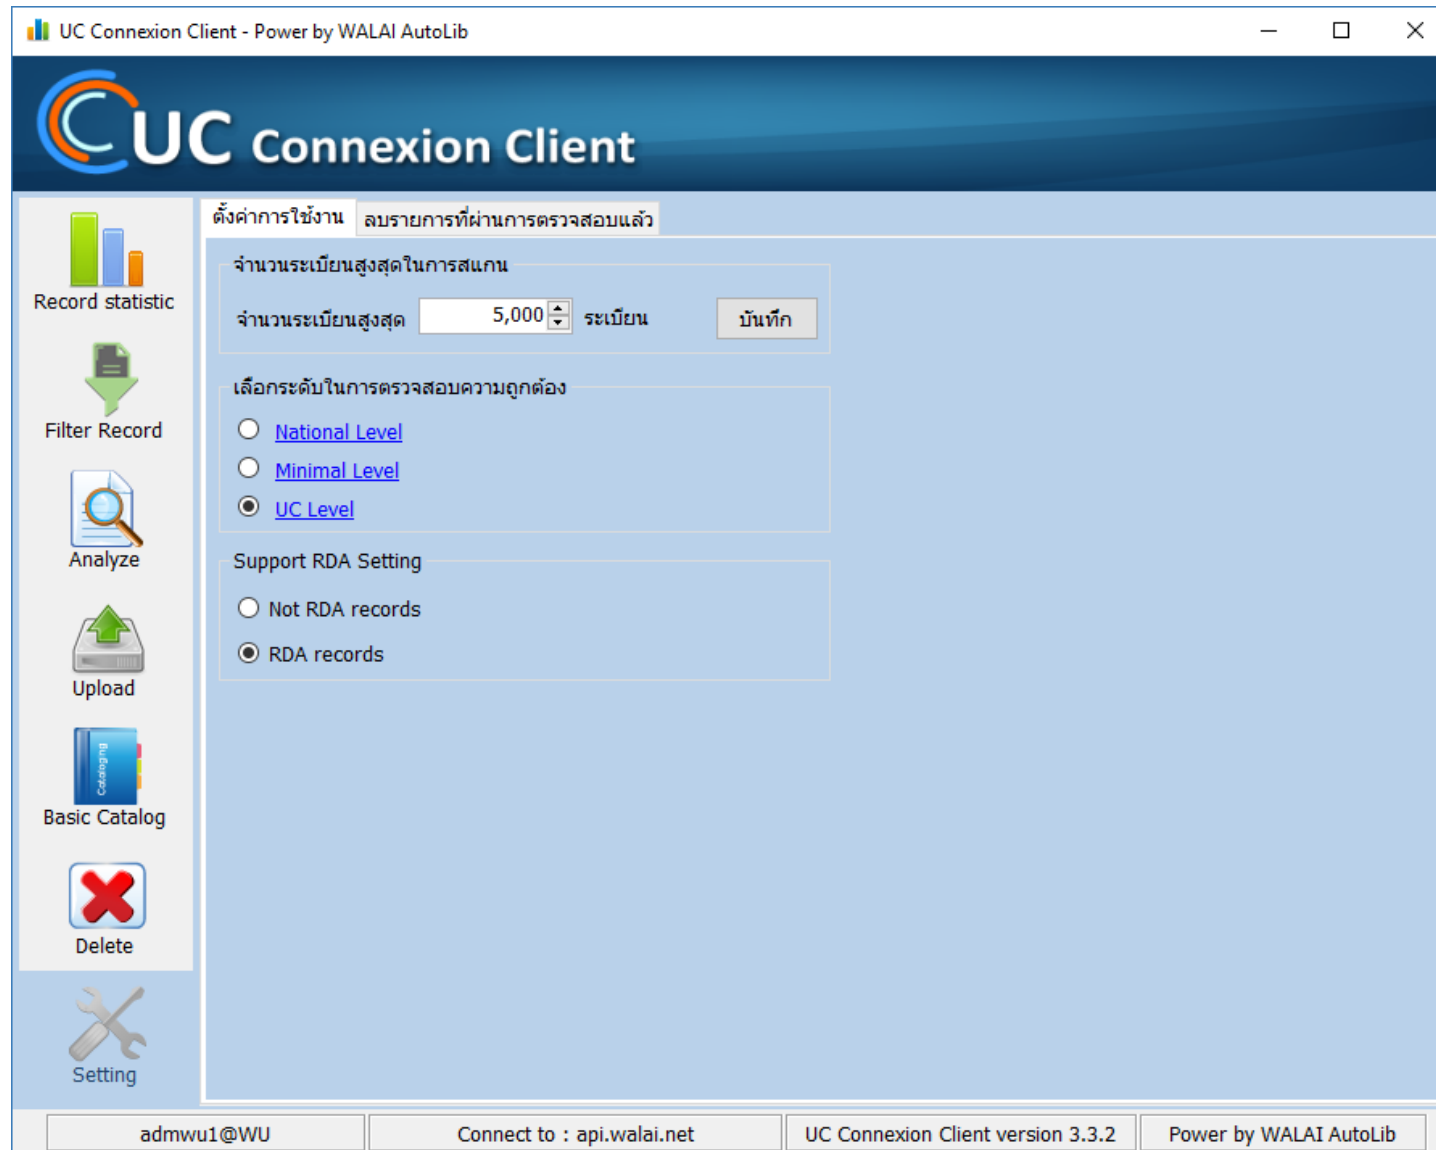 UC Connexion Client - Power by WALAI AutoLib
UC Connexion Client
Record statistic
Filter Record
Analyze
Upload
Cataloging
Basic Catalog
Delete
Setting
ตั้งค่าการใช้งาน
ลบรายการที่ผ่านการตรวจสอบแล้ว
จำนวนระเบียนสูงสุดในการสแกน
จำนวนระเบียนสูงสุด 5,000 ระเบียน บันทึก
เลือกระดับในการตรวจสอบความถูกต้อง
National Level
Minimal Level
UC Level
Support RDA Setting
Not RDA records
RDA records
admwu1@WU
Connect to : api.walai.net
UC Connexion Client version 3.3.2
Power by WALAI AutoLib